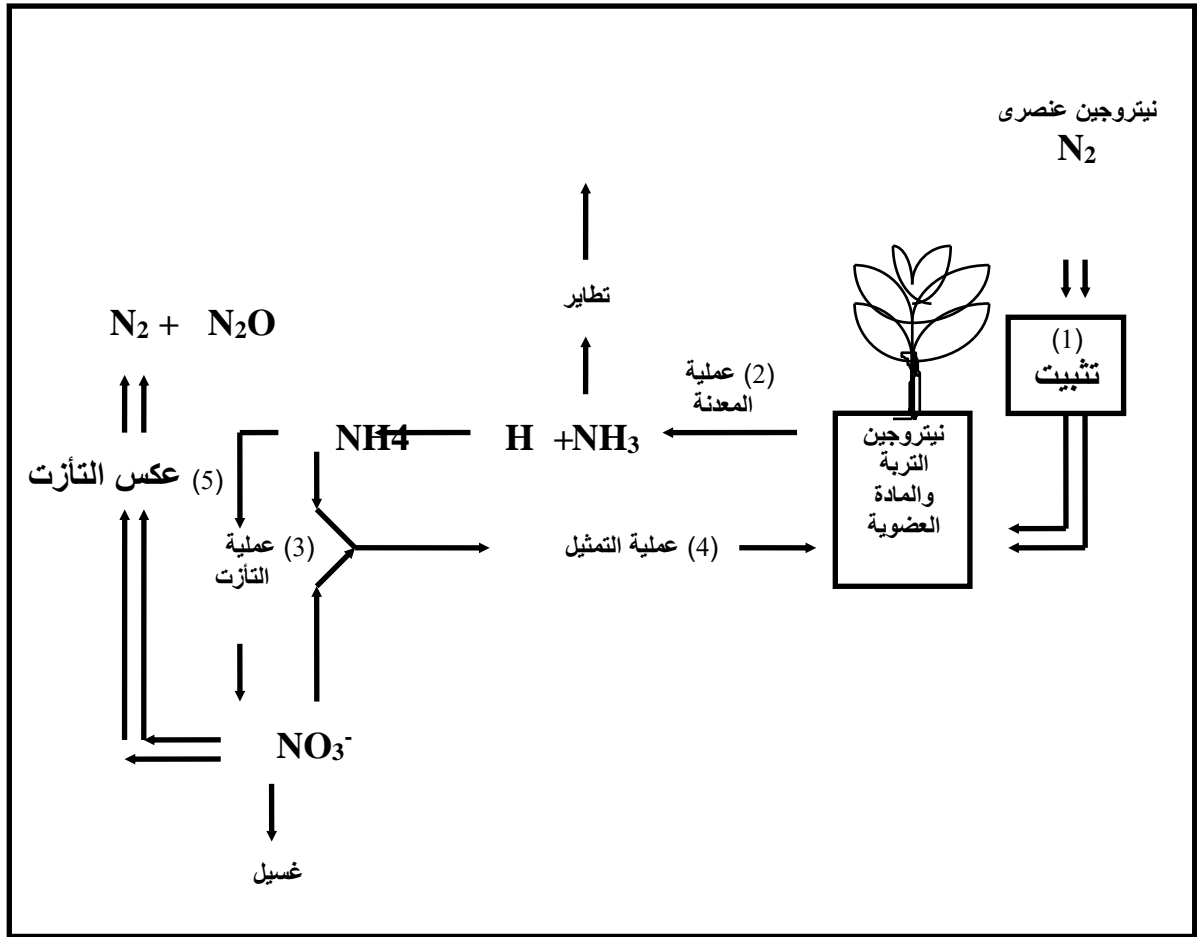 نيتروجين عنصرى
N₂
(1)
تثبيت
تطاير
N₂ + N₂O
(2) عملية
المعدنة
NH4
H +NH₃
نيتروجين
التربة
والمادة
العضوية
(5) عكس التأزت
(3) عملية
التأزت
(4) عملية التمثيل
NO₃⁻
غسيل